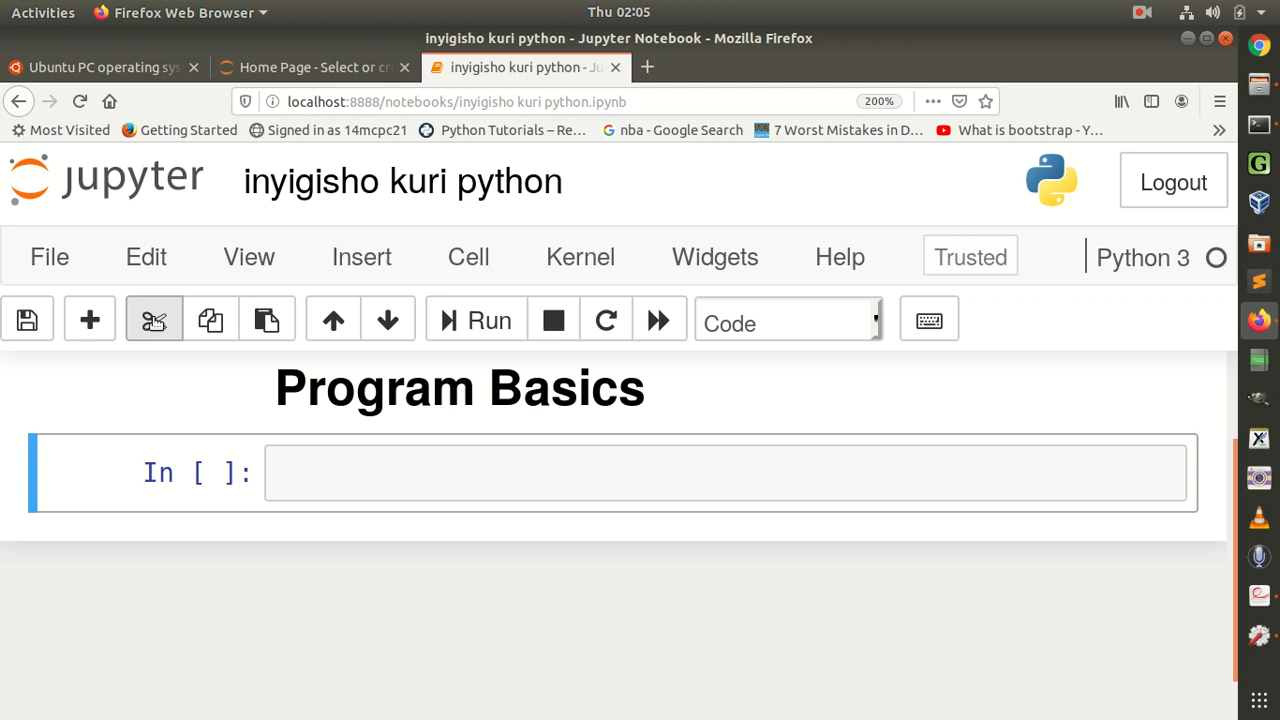 Activities Firefox Web Browser Thu 02:05
inyigisho kuri python - Jupyter Notebook - Mozilla Firefox
Ubuntu PC operating sys Home Page - Select or cr inyigisho kuri python - Ju
localhost:8888/notebooks/inyigisho kuri python.ipynb 200%
Most Visited Getting Started Signed in as 14mcpc21 Python Tutorials – Re… nba - Google Search 7 Worst Mistakes in D… What is bootstrap - Y…
jupyter inyigisho kuri python Logout
File Edit View Insert Cell Kernel Widgets Help Trusted Python 3
Run Code
Program Basics
In [ ]: